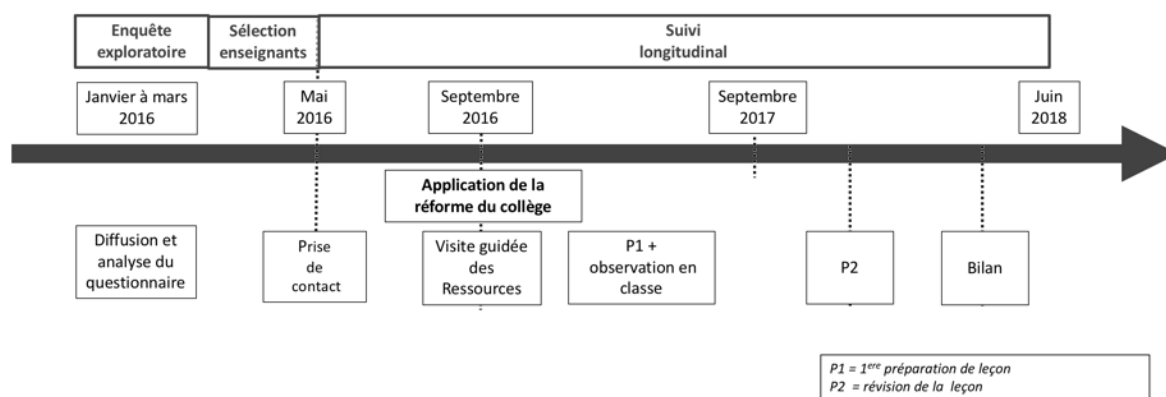 Enquête
exploratoire
Sélection
enseignants
Suivi
longitudinal
Janvier à mars
2016
Mai
2016
Septembre
2016
Septembre
2017
Juin
2018
Application de la
réforme du collège
Diffusion et
analyse du
questionnaire
Prise
de
contact
Visite guidée
des
Ressources
P1 +
observation en
classe
P2
Bilan
P1 = 1ere préparation de leçon
P2 = révision de la leçon